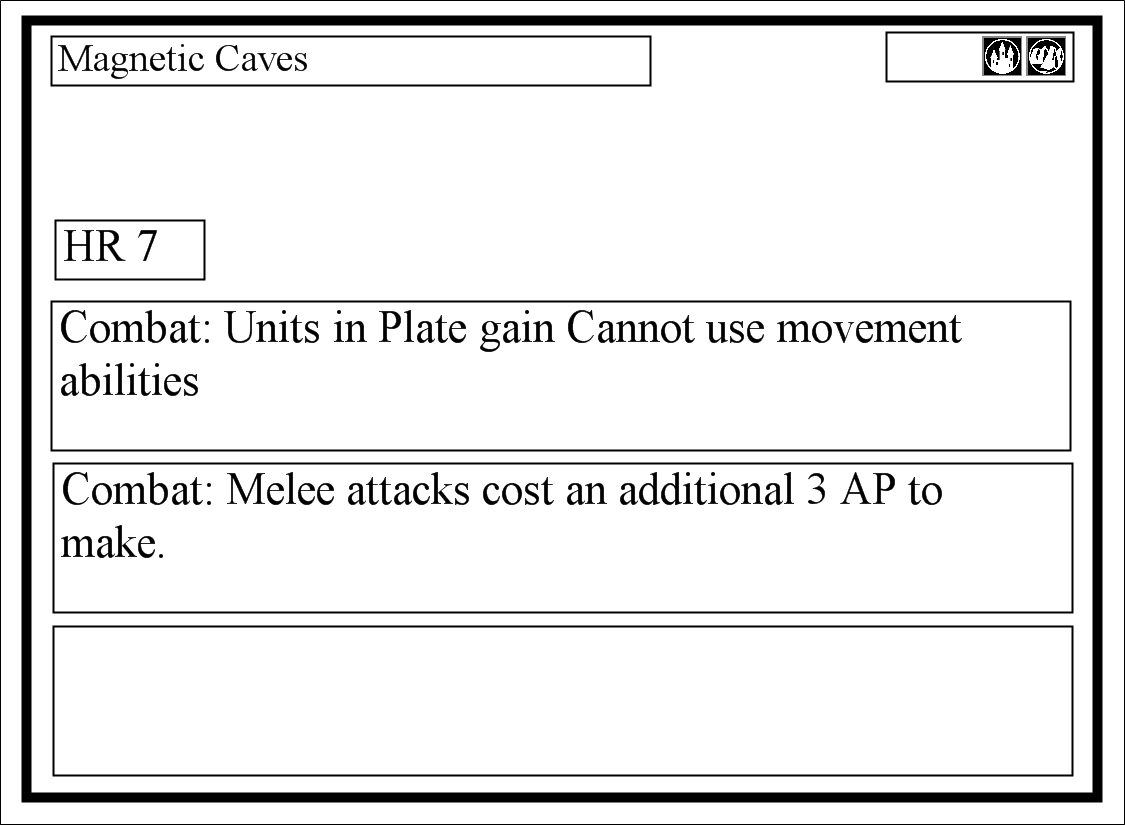 Magnetic Caves
HR 7
Combat: Units in Plate gain Cannot use movement
abilities
Combat: Melee attacks cost an additional 3 AP to
make.